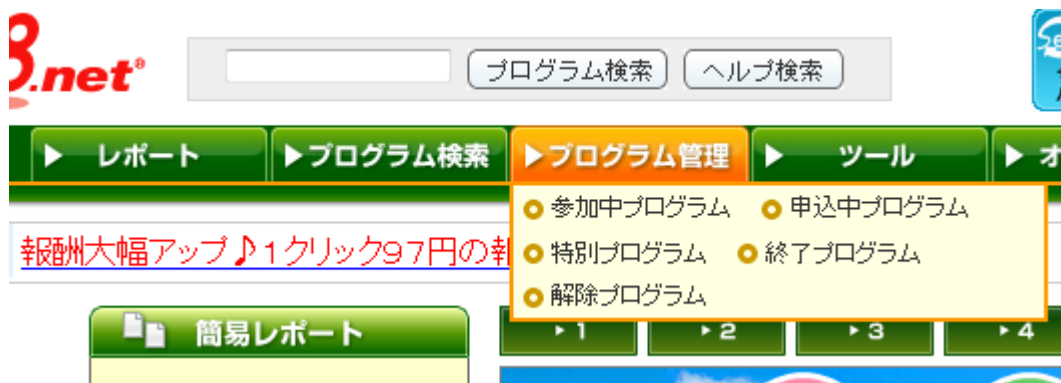 8.net®
プログラム検索 ヘルプ検索
▶ レポート ▶プログラム検索 ▶プログラム管理 ▶ ツール ▶
参加中プログラム 申込中プログラム
報酬大幅アップ♪1クリック97円の報
特別プログラム 終了プログラム
解除プログラム
簡易レポート
▶1 ▶2 ▶3 ▶4